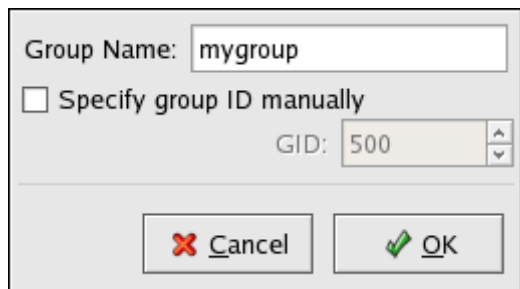 Group Name: mygroup
Specify group ID manually
GID: 500
Cancel OK